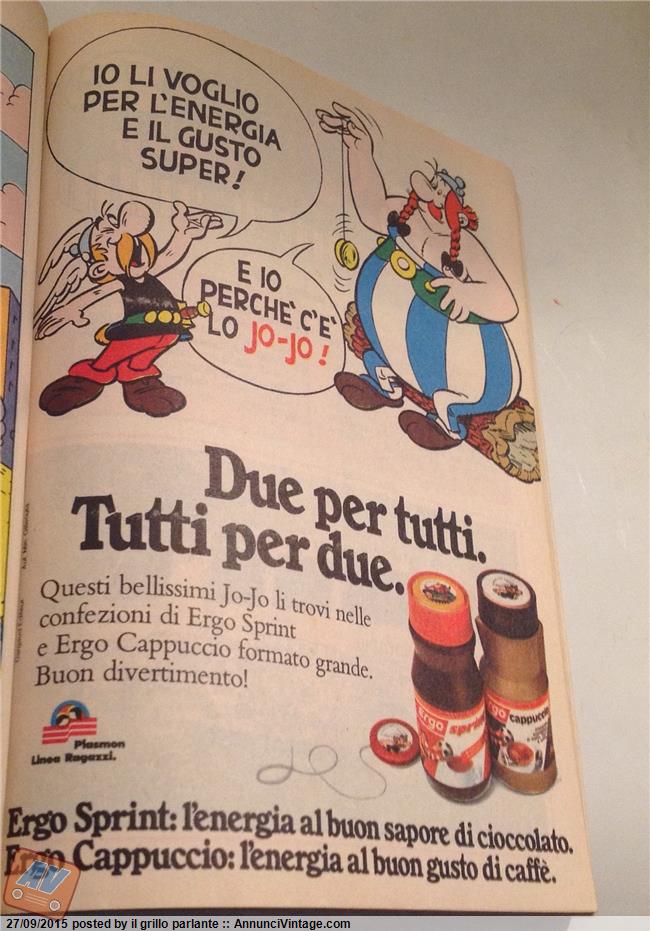 IO LI VOGLIO
PER L'ENERGIA
E IL GUSTO
SUPER!
E IO
PERCHE' C'E'
LO JO-JO!
Due per tutti.
Tutti per due.
Questi bellissimi Jo-Jo li trovi nelle
confezioni di Ergo Sprint
e Ergo Cappuccio formato grande.
Buon divertimento!
Plasmon
Linea Ragazzi.
Ergo sprint
Ergo cappuccio
Ergo Sprint: l'energia al buon sapore di cioccolato.
Ergo Cappuccio: l'energia al buon gusto di caffè.
AV
27/09/2015 posted by il grillo parlante :: AnnunciVintage.com